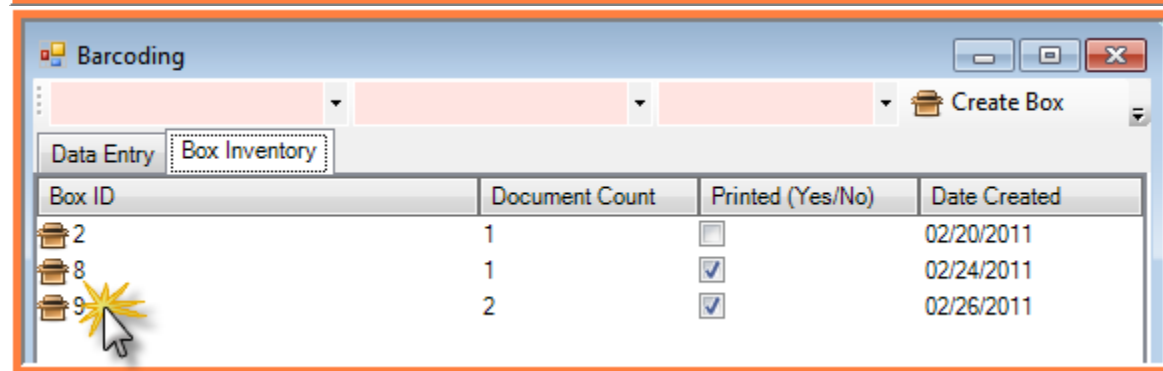 Barcoding
Create Box
Data Entry Box Inventory
Box ID Document Count Printed (Yes/No) Date Created
2 1 02/20/2011
8 1 02/24/2011
9 2 02/26/2011